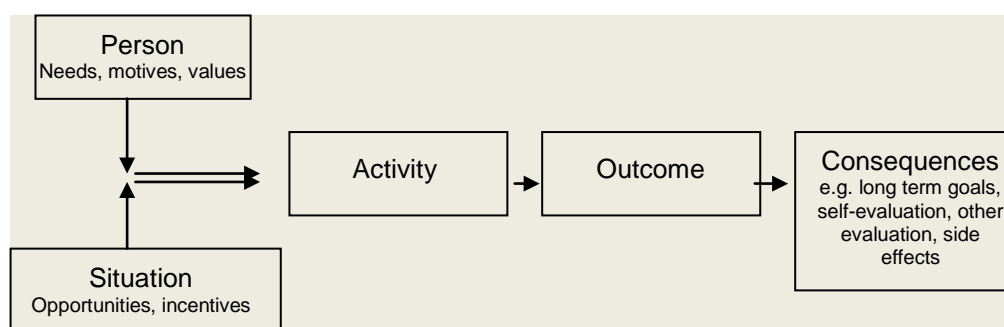 Person
Needs, motives, values
Activity
Outcome
Consequences
e.g. long term goals,
self-evaluation, other
evaluation, side
effects
Situation
Opportunities, incentives